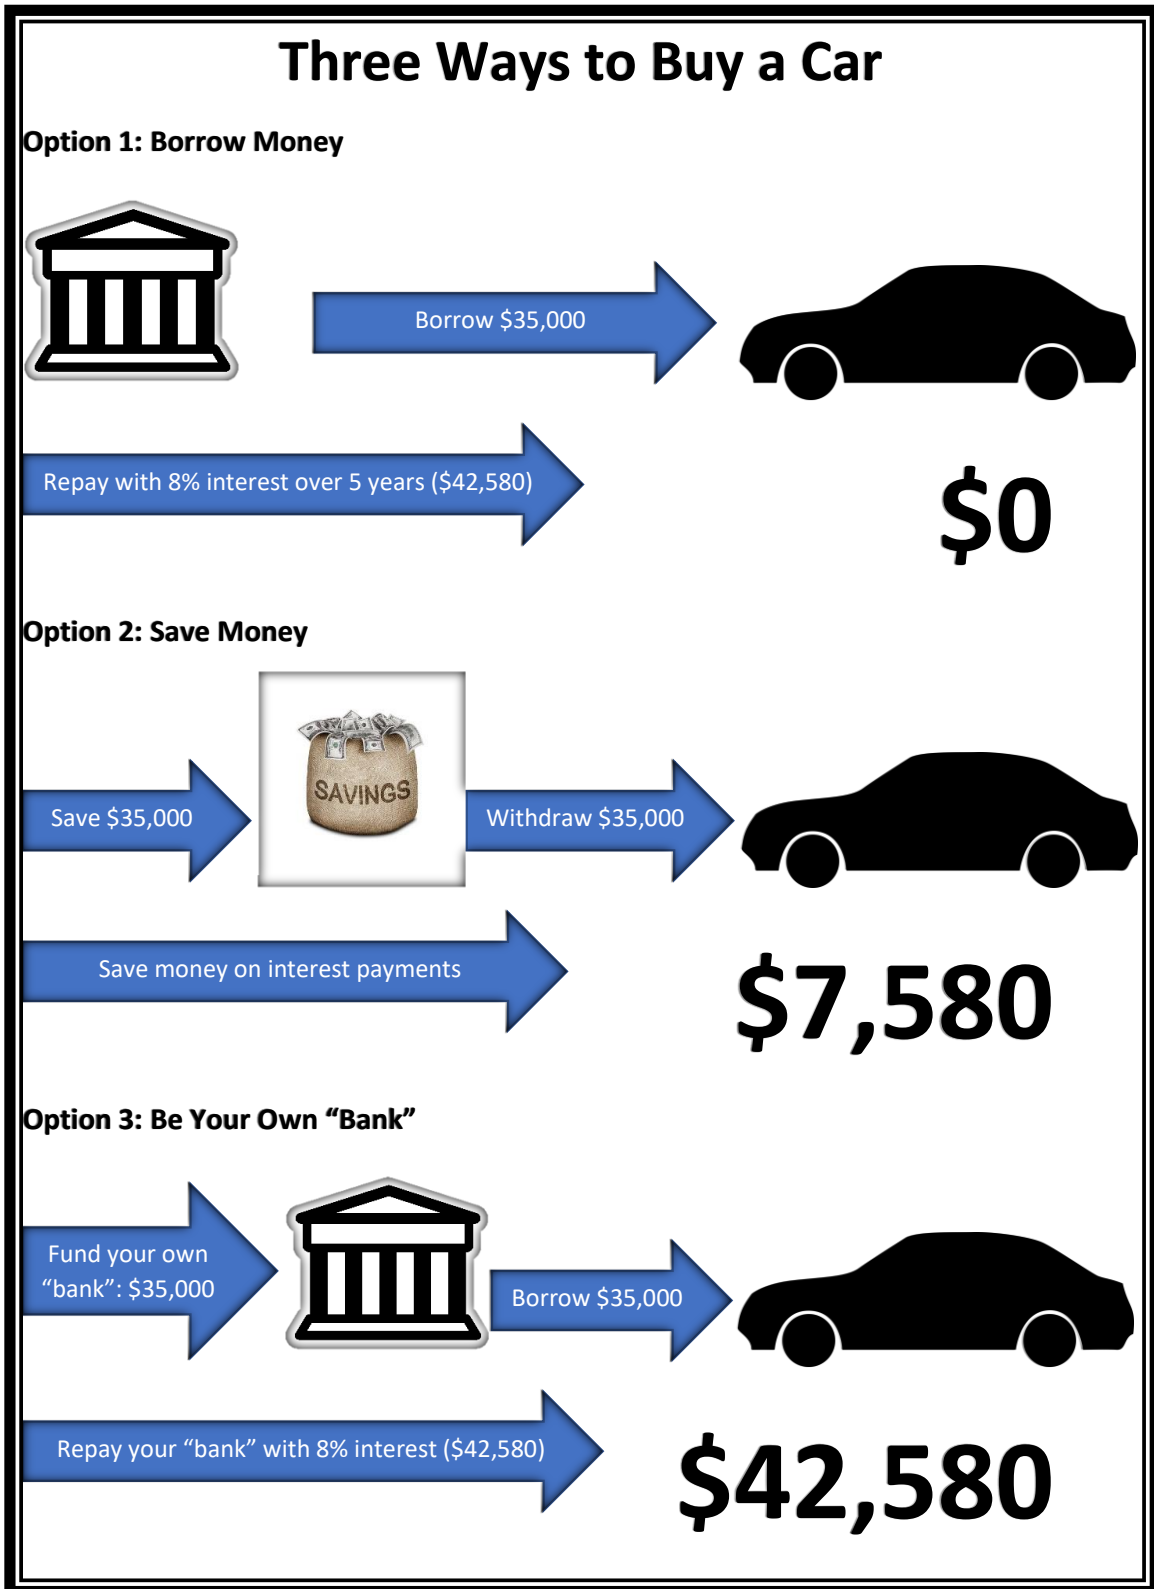 Three Ways to Buy a Car
Option 1: Borrow Money
Borrow $35,000
Repay with 8% interest over 5 years ($42,580)
$0
Option 2: Save Money
Save $35,000
SAVINGS
Withdraw $35,000
Save money on interest payments
$7,580
Option 3: Be Your Own “Bank”
Fund your own
“bank”: $35,000
Borrow $35,000
Repay your “bank” with 8% interest ($42,580)
$42,580